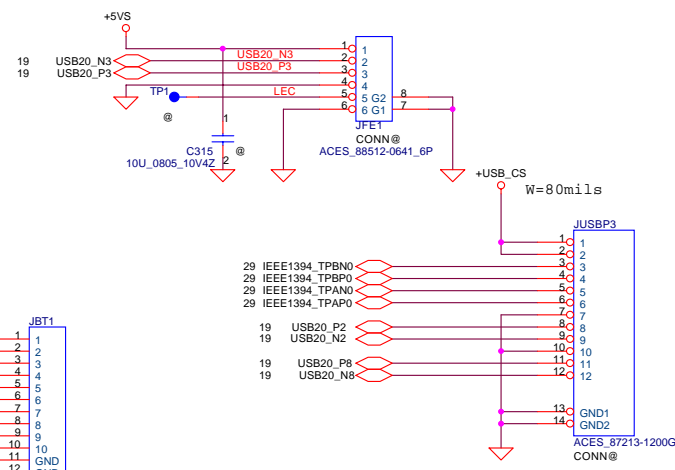 +5VS
19 USB20_N3 USB20_N3 1 1
19 USB20_P3 USB20_P3 2 2
3 3
4 4
TP1 LEC 5 5 G2 8
@ 6 6 G1 7
JFE1
CONN@
ACES_88512-0641_6P
1
C315 @
10U_0805_10V4Z 2
+USB_CS
W=80mils
JUSBP3
1 1
2 2
29 IEEE1394_TPBN0 3 3
29 IEEE1394_TPBP0 4 4
29 IEEE1394_TPAN0 5 5
29 IEEE1394_TPAP0 6 6
7 7
19 USB20_P2 8 8
19 USB20_N2 9 9
10 10
19 USB20_P8 11 11
19 USB20_N8 12 12
13 GND1
14 GND2
ACES_87213-1200G
CONN@
JBT1
1 1
2 2
3 3
4 4
5 5
6 6
7 7
8 8
9 9
10 10
11 GND
12